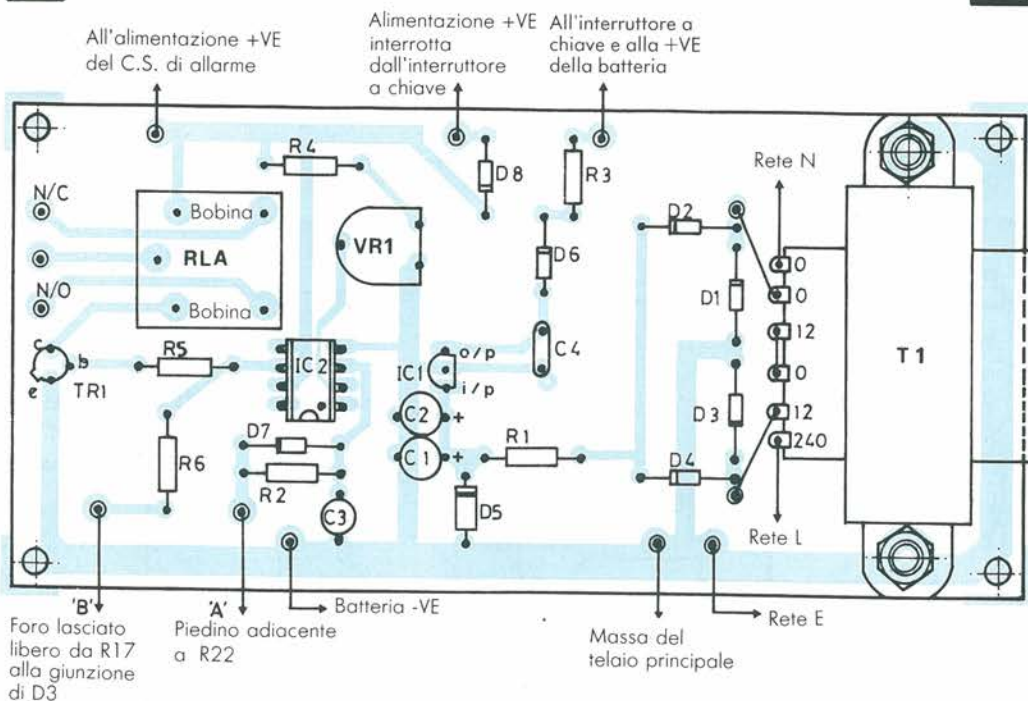 All'alimentazione +VE
del C.S. di allarme
Alimentazione +VE
interrotta
dall'interruttore
a chiave
All'interruttore a
chiave e alla +VE
della batteria
R4
D8
R3
Rete N
N/C
Bobina
VR1
D2
RLA
D6
0
N/O
Bobina
D1
0
12
c
b
e
TR1
R5
IC2
o/p
IC1
i/p
C4
T1
0
D3
12
C2 +
D7
C1 +
R1
240
R6
R2
D4
C3
D5
Rete L
'B'
'A'
Batteria -VE
Rete E
Foro lasciato
libero da R17
alla giunzione
di D3
Piedino adiacente
a R22
Massa del
telaio principale